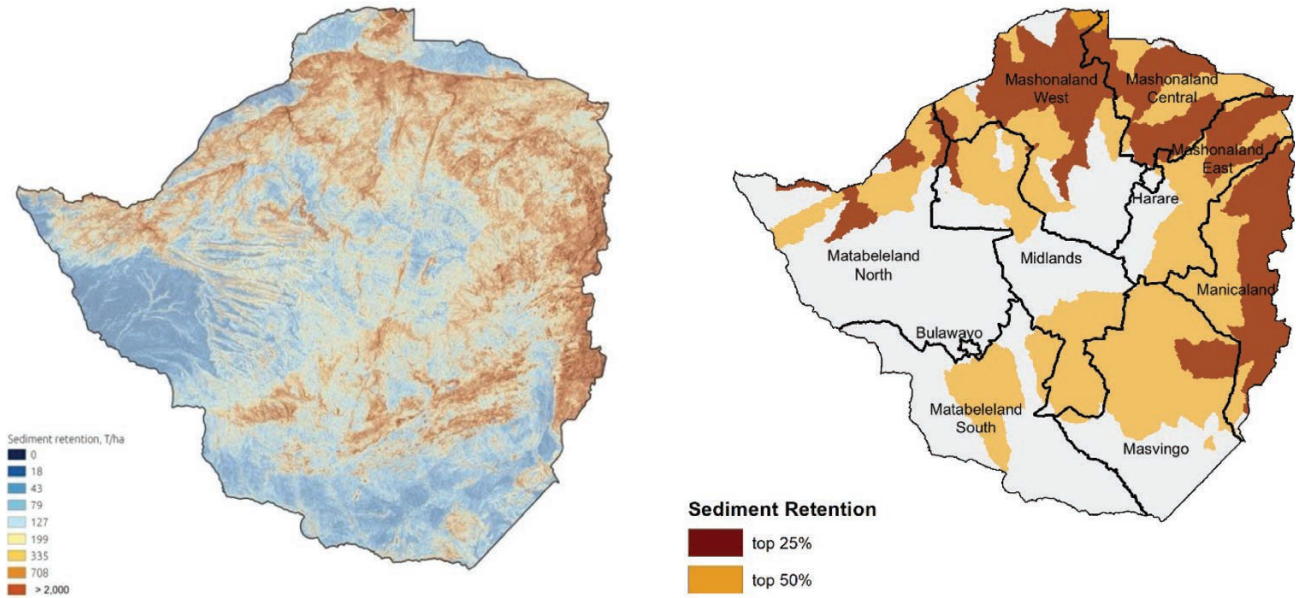 Sediment retention, T/ha
0
18
43
79
127
199
335
708
> 2,000
Mashonaland
West
Mashonaland
Central
Mashonaland
East
Harare
Matabeleland
North
Midlands
Manicaland
Bulawayo
Matabeleland
South
Masvingo
Sediment Retention
top 25%
top 50%